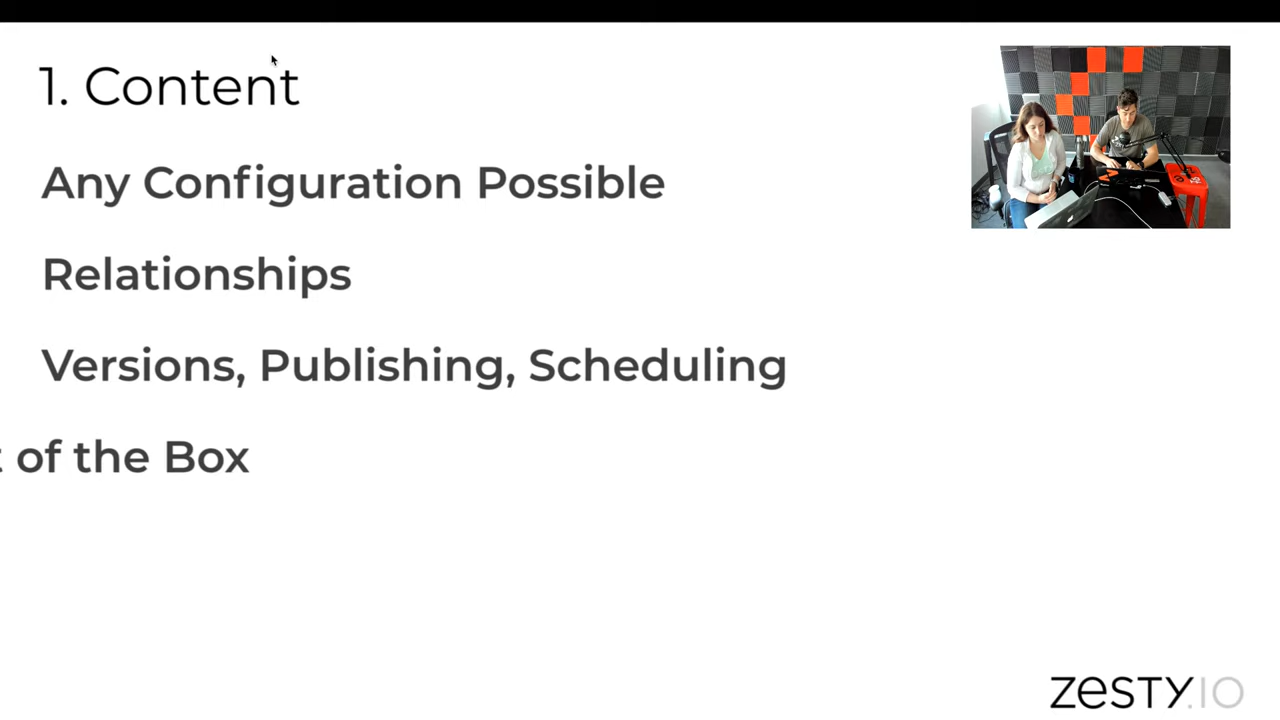 1. Content
Any Configuration Possible
Relationships
Versions, Publishing, Scheduling
of the Box
ZESTY.IO